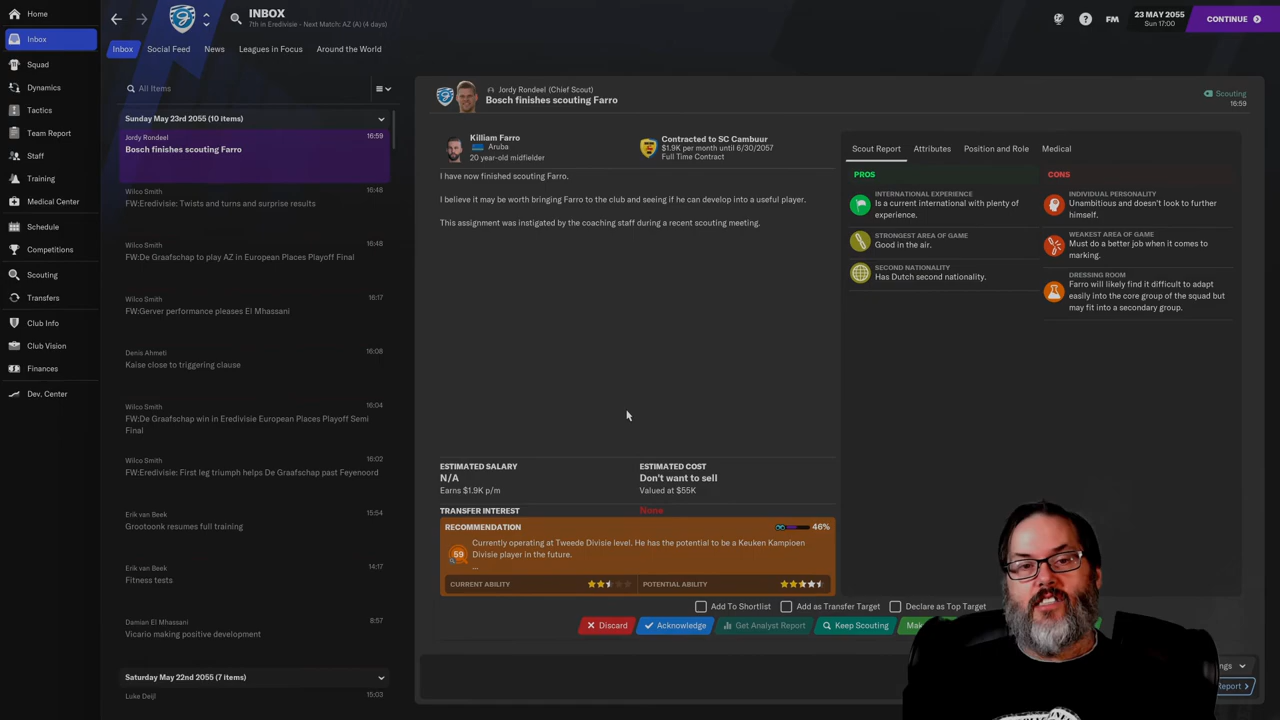 Home
Inbox
Squad
Dynamics
Tactics
Team Report
Staff
Training
Medical Center
Schedule
Competitions
Scouting
Transfers
Club Info
Club Vision
Finances
Dev. Center
INBOX
7th in Eredivisie - Next Match: AZ (A) (4 days)
FM
23 MAY 2055
Sun 17:00
CONTINUE
Inbox
Social Feed
News
Leagues in Focus
Around the World
All Items
Sunday May 23rd 2055 (10 items)
Jordy Rondeel 16:59
Bosch finishes scouting Farro
Wilco Smith 16:48
FW:Eredivisie: Twists and turns and surprise results
Wilco Smith 16:48
FW:De Graafschap to play AZ in European Places Playoff Final
Wilco Smith 16:17
FW:Gerver performance pleases El Mhassani
Denis Ahmeti 16:08
Kaise close to triggering clause
Wilco Smith 16:04
FW:De Graafschap win in Eredivisie European Places Playoff Semi
Final
Wilco Smith 16:02
FW:Eredivisie: First leg triumph helps De Graafschap past Feyenoord
Erik van Beek 15:54
Grootoonk resumes full training
Erik van Beek 14:17
Fitness tests
Damian El Mhassani 8:57
Vicario making positive development
Saturday May 22nd 2055 (7 items)
Luke Deijl 15:03
Jordy Rondeel (Chief Scout)
Bosch finishes scouting Farro
Scouting
16:59
Killiam Farro
Aruba
20 year-old midfielder
Contracted to SC Cambuur
$1.9K per month until 6/30/2057
Full Time Contract
I have now finished scouting Farro.
I believe it may be worth bringing Farro to the club and seeing if he can develop into a useful player.
This assignment was instigated by the coaching staff during a recent scouting meeting.
Scout Report
Attributes
Position and Role
Medical
PROS
INTERNATIONAL EXPERIENCE
Is a current international with plenty of
experience.
STRONGEST AREA OF GAME
Good in the air.
SECOND NATIONALITY
Has Dutch second nationality.
CONS
INDIVIDUAL PERSONALITY
Unambitious and doesn't look to further
himself.
WEAKEST AREA OF GAME
Must do a better job when it comes to
marking.
DRESSING ROOM
Farro will likely find it difficult to adapt
easily into the core group of the squad but
may fit into a secondary group.
ESTIMATED SALARY
N/A
Earns $1.9K p/m
ESTIMATED COST
Don't want to sell
Valued at $55K
TRANSFER INTEREST
None
RECOMMENDATION
46%
59
Currently operating at Tweede Divisie level. He has the potential to be a Keuken Kampioen
Divisie player in the future.
...
CURRENT ABILITY
POTENTIAL ABILITY
Add To Shortlist
Add as Transfer Target
Declare as Top Target
Discard
Acknowledge
Get Analyst Report
Keep Scouting